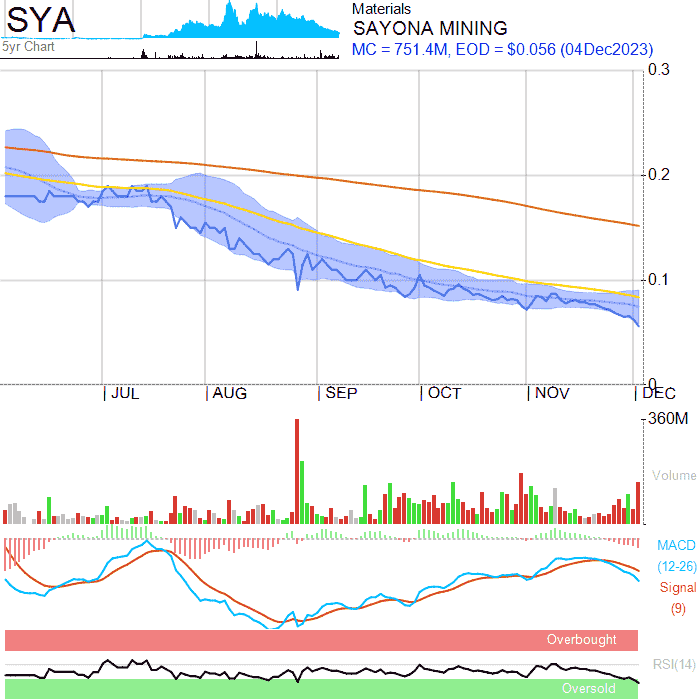 SYA
5yr Chart
Materials
SAYONA MINING
MC = 751.4M, EOD = $0.056 (04Dec2023)
0.3
0.2
0.1
0
JUL AUG SEP OCT NOV DEC
360M
Volume
MACD
(12-26)
Signal
(9)
Overbought
RSI(14)
Oversold